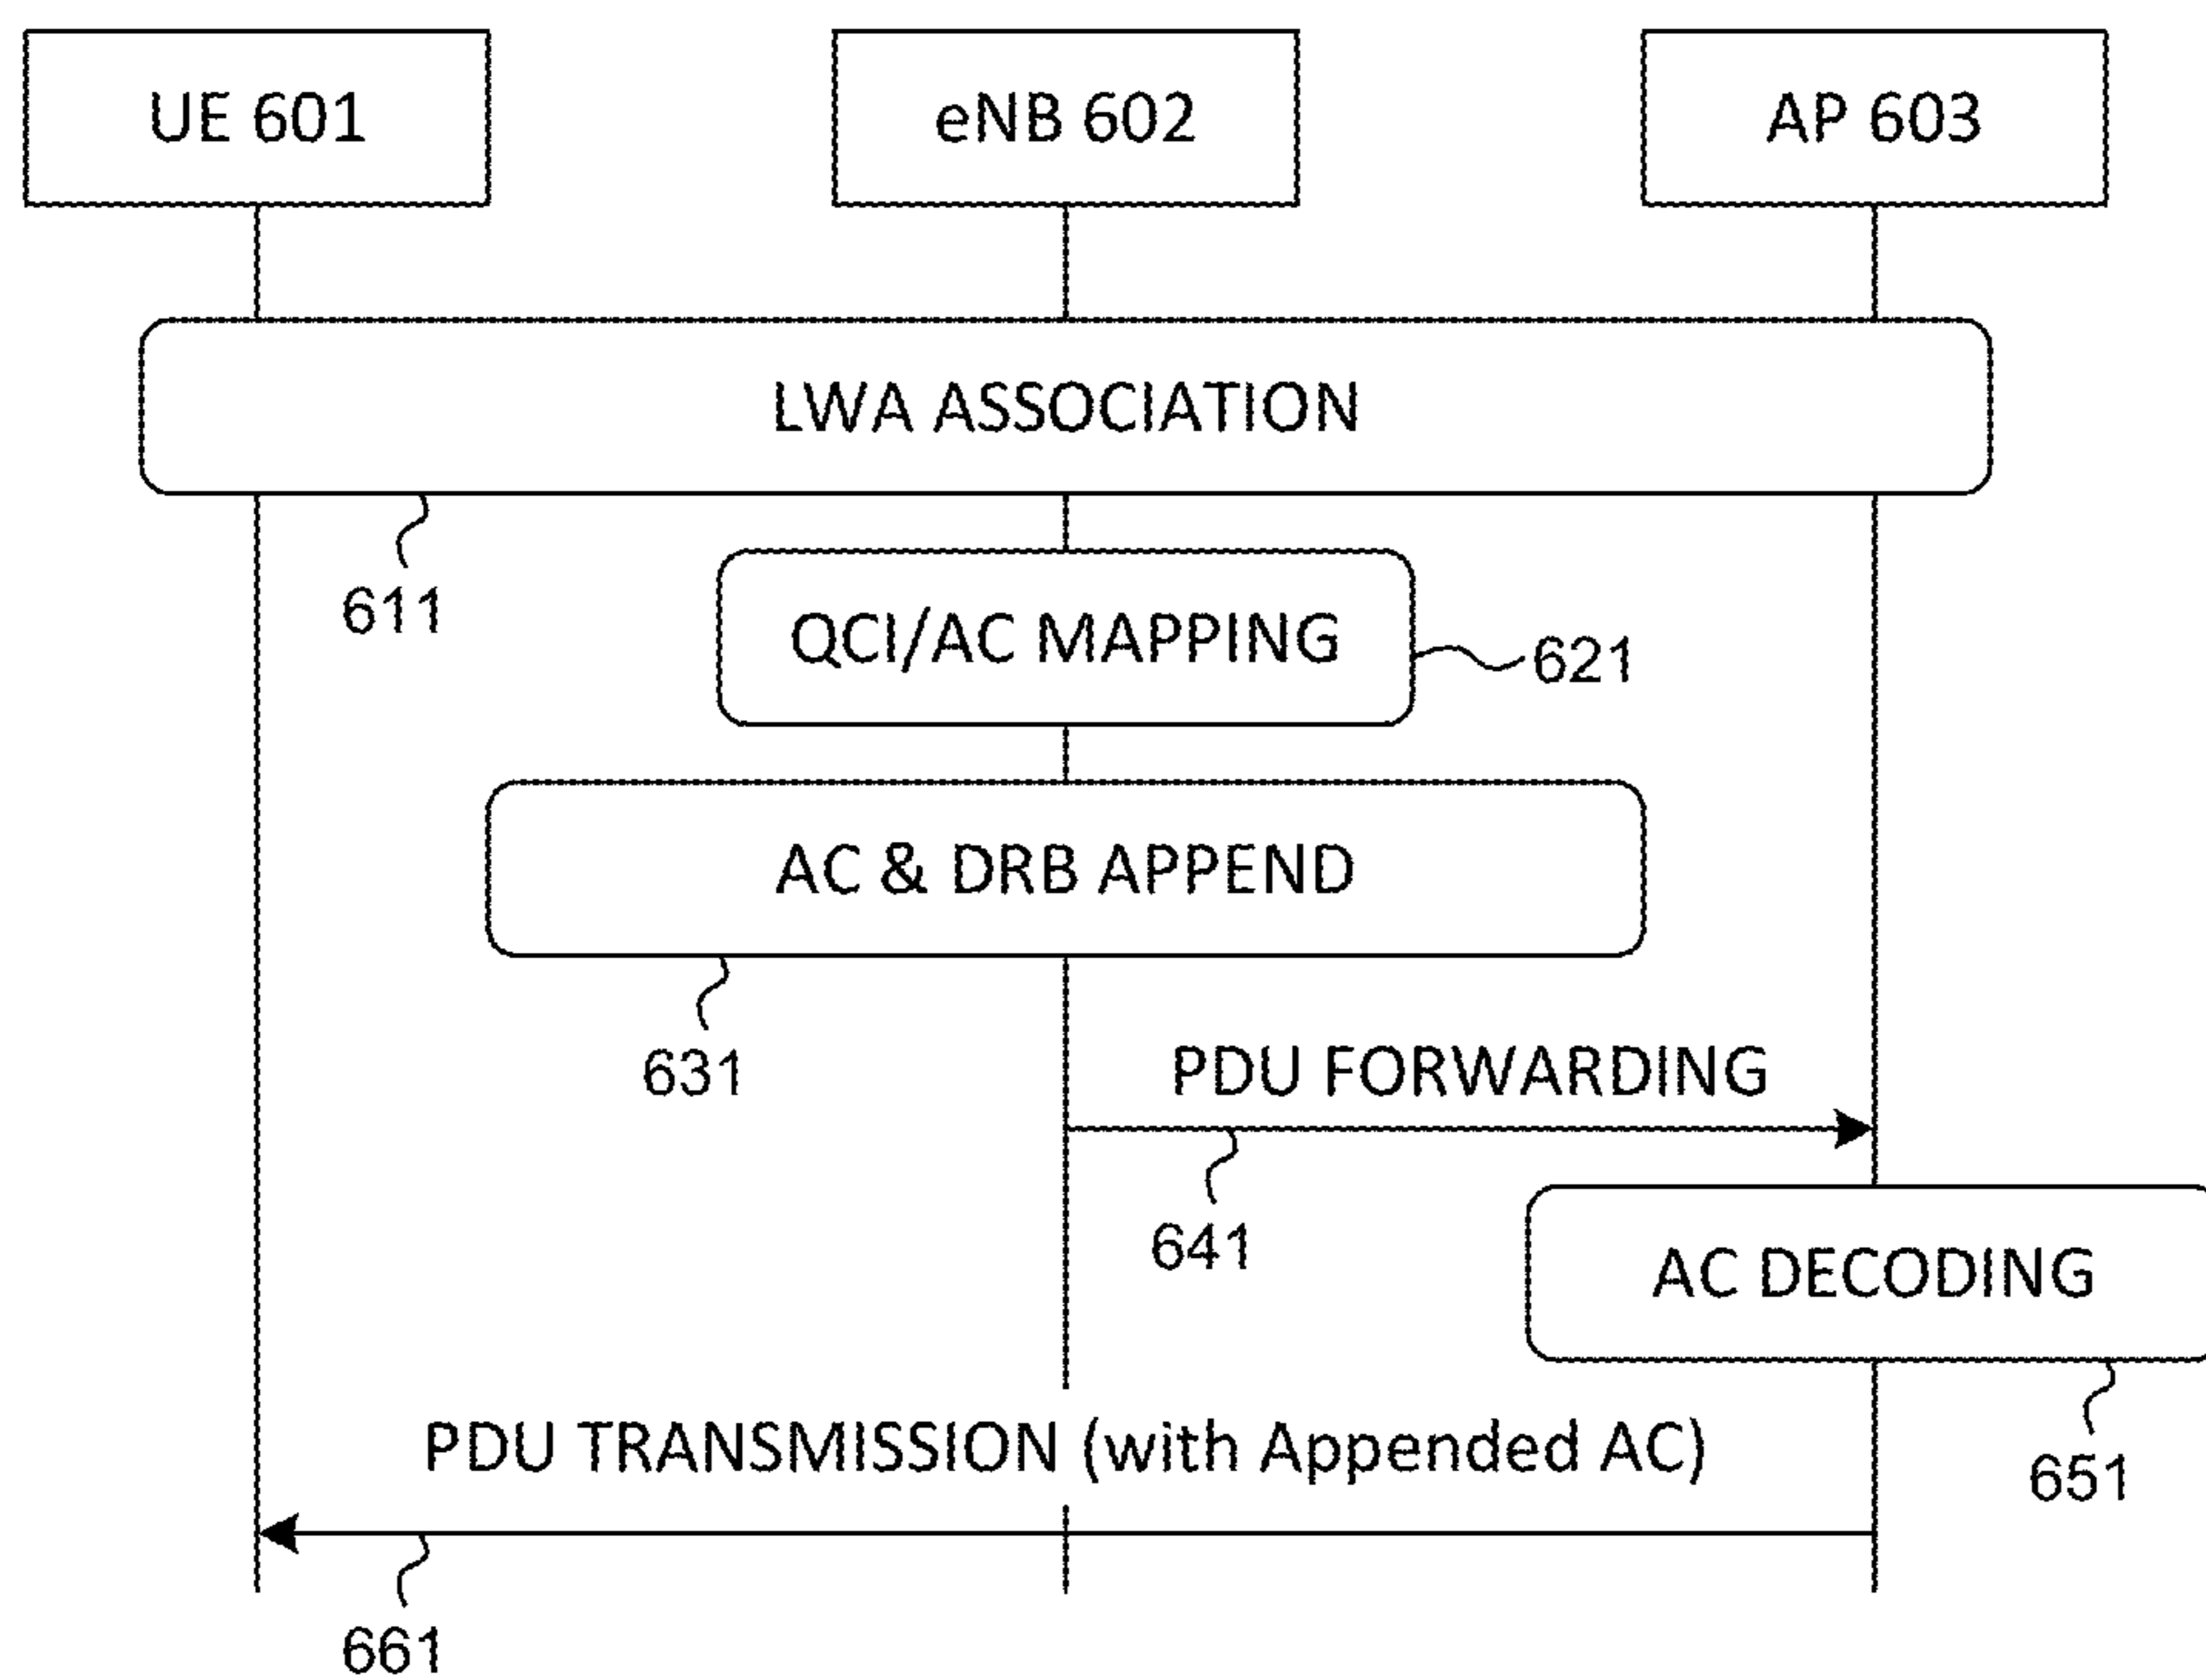 UE 601
eNB 602
AP 603
LWA ASSOCIATION
611
QCI/AC MAPPING
621
AC & DRB APPEND
631
PDU FORWARDING
641
AC DECODING
651
PDU TRANSMISSION (with Appended AC)
661